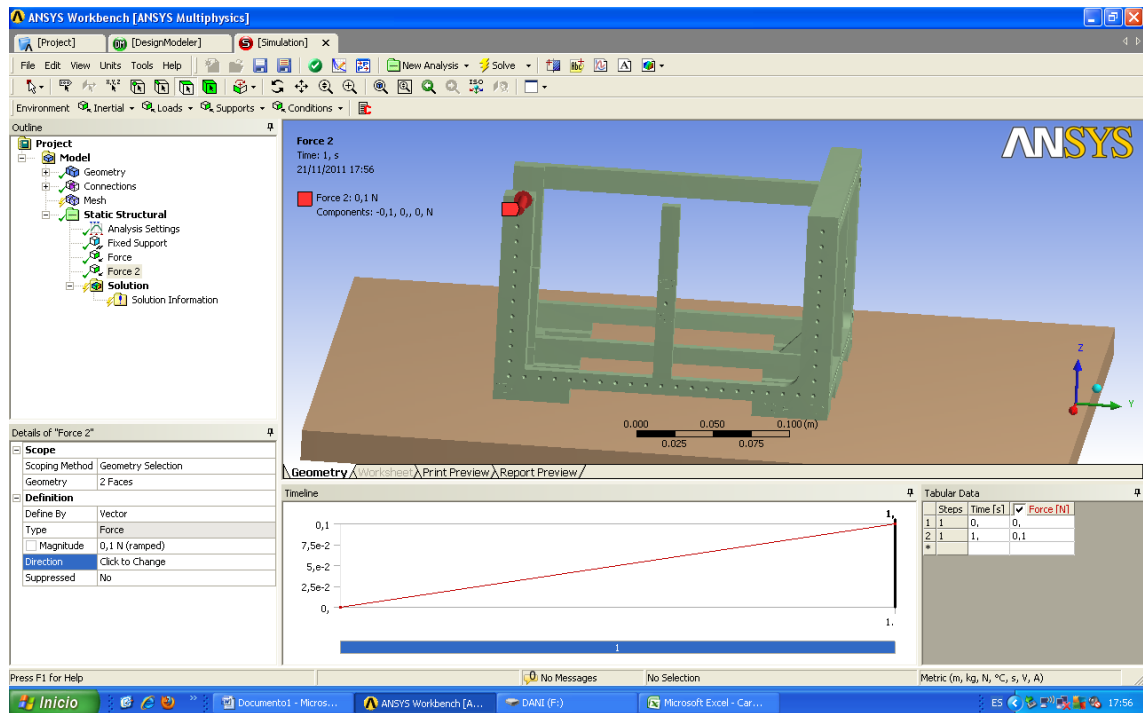 ANSYS Workbench [ANSYS Multiphysics]
[Project] [DesignModeler] [Simulation]
File Edit View Units Tools Help New Analysis Solve
Environment Inertial Loads Supports Conditions
Outline
Project
Model
Geometry
Connections
Mesh
Static Structural
Analysis Settings
Fixed Support
Force
Force 2
Solution
Solution Information
Force 2
Time: 1, s
21/11/2011 17:56
Force 2: 0,1 N
Components: -0,1, 0,, 0, N
ANSYS
Z
Y
0.000 0.050 0.100 (m)
0.025 0.075
Geometry Worksheet Print Preview Report Preview
Details of "Force 2"
Scope
Scoping Method Geometry Selection
Geometry 2 Faces
Definition
Define By Vector
Type Force
Magnitude 0,1 N (ramped)
Direction Click to Change
Suppressed No
Timeline
1,
0,1
7,5e-2
5,e-2
2,5e-2
0,
1.
1
Tabular Data
Steps Time [s] Force [N]
1 1 0, 0,
2 1 1, 0,1
*
Press F1 for Help No Messages No Selection Metric (m, kg, N, °C, s, V, A)
Inicio Documento1 - Micros... ANSYS Workbench [A... DANI (F:) Microsoft Excel - Car... ES 17:56